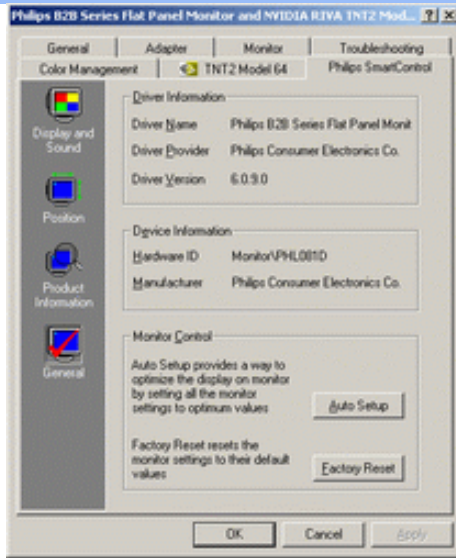 Philips B2B Series Flat Panel Monitor and NVIDIA RIVA TNT2 Mod...
General Adapter Monitor Troubleshooting
Color Management TNT2 Model 64 Philips SmartControl
Display and
Sound
Position
Product
Information
General
Driver Information
Driver Name Philips B2B Series Flat Panel Monit
Driver Provider Philips Consumer Electronics Co.
Driver Version 6.0.9.0
Device Information
Hardware ID Monitor\PHL081D
Manufacturer Philips Consumer Electronics Co.
Monitor Control
Auto Setup provides a way to
optimize the display on monitor
by setting all the monitor
settings to optimum values
Auto Setup
Factory Reset resets the
monitor settings to their default
values
Factory Reset
OK Cancel Apply